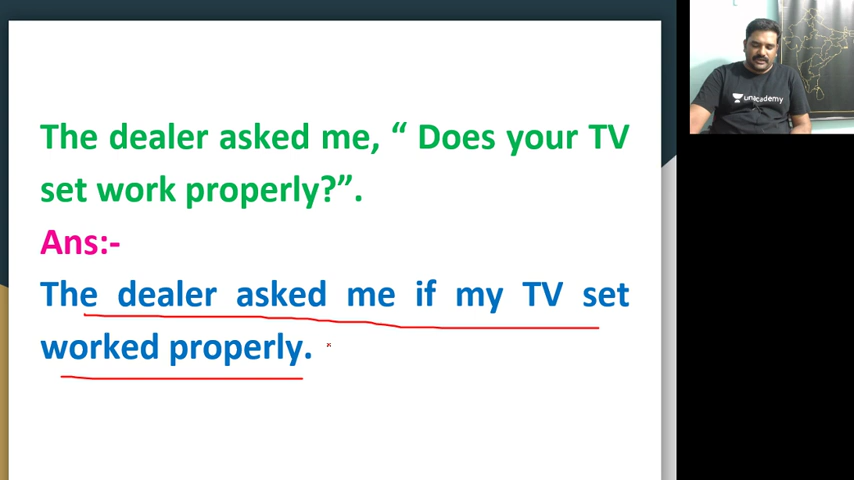 The dealer asked me, “ Does your TV
set work properly?”.
Ans:-
The dealer asked me if my TV set
worked properly.
unacademy